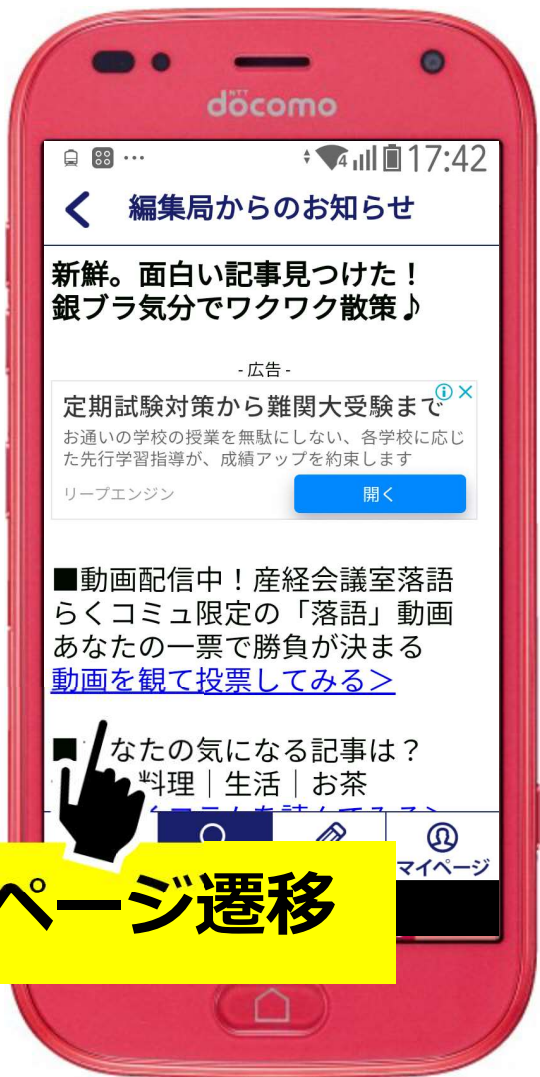 NTT
döcomo
… 4 17:42
編集局からのお知らせ
新鮮。面白い記事見つけた！
銀ブラ気分でワクワク散策♪
- 広告 -
定期試験対策から難関大受験まで
お通いの学校の授業を無駄にしない、各学校に応じ
た先行学習指導が、成績アップを約束します
リープエンジン
開く
■動画配信中！産経会議室落語
らくコミュ限定の「落語」動画
あなたの一票で勝負が決まる
動画を観て投票してみる＞
■ なたの気になる記事は？
料理｜生活｜お茶
マイページ
ページ遷移